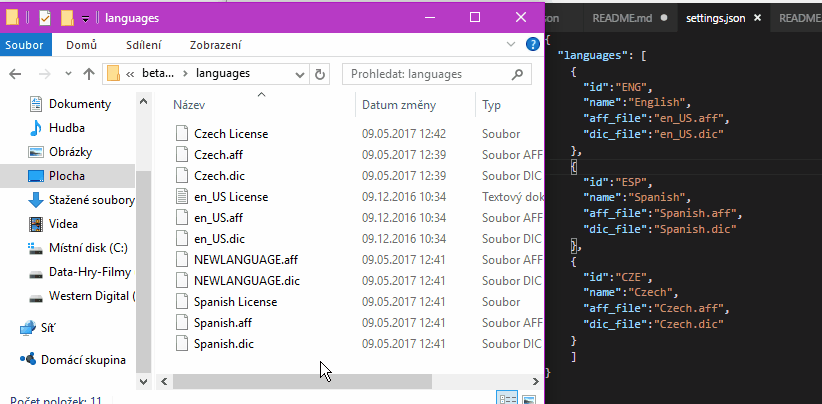 languages
Soubor Domů Sdílení Zobrazení
« beta... › languages
Prohledat: languages
Dokumenty
Hudba
Obrázky
Plocha
Stažené soubory
Videa
Místní disk (C:)
Data-Hry-Filmy
Western Digital (
Síť
Domácí skupina
Název Datum změny Typ
Czech License 09.05.2017 12:42 Soubor
Czech.aff 09.05.2017 12:39 Soubor AFF
Czech.dic 09.05.2017 12:39 Soubor DIC
en_US License 09.12.2016 10:34 Textový dok
en_US.aff 09.12.2016 10:34 Soubor AFF
en_US.dic 09.12.2016 10:34 Soubor DIC
NEWLANGUAGE.aff 09.05.2017 12:41 Soubor AFF
NEWLANGUAGE.dic 09.05.2017 12:41 Soubor DIC
Spanish License 09.05.2017 12:41 Soubor
Spanish.aff 09.05.2017 12:41 Soubor AFF
Spanish.dic 09.05.2017 12:41 Soubor DIC
Počet položek: 11
son README.md settings.json README.
{
"languages": [
{
"id":"ENG",
"name":"English",
"aff_file":"en_US.aff",
"dic_file":"en_US.dic"
},
{
"id":"ESP",
"name":"Spanish",
"aff_file":"Spanish.aff",
"dic_file":"Spanish.dic"
},
{
"id":"CZE",
"name":"Czech",
"aff_file":"Czech.aff",
"dic_file":"Czech.dic"
}
]
}